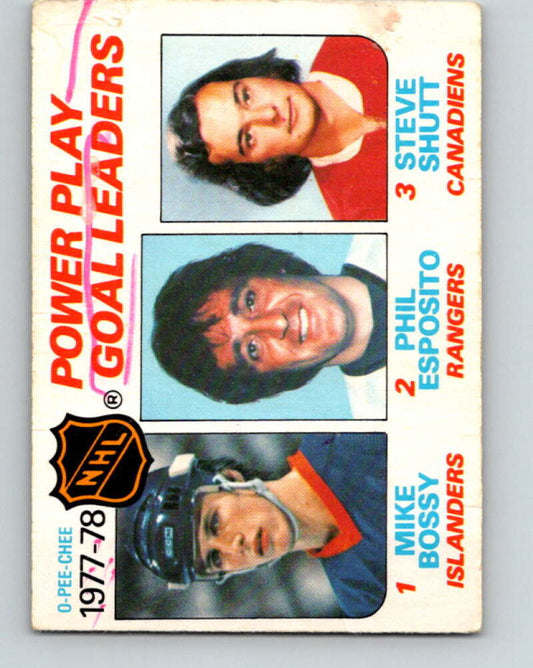 O-PEE-CHEE
1977-78
NHL
®
POWER PLAY
GOAL LEADERS
1 MIKE
BOSSY
ISLANDERS
2 PHIL
ESPOSITO
RANGERS
3 STEVE
SHUTT
CANADIENS